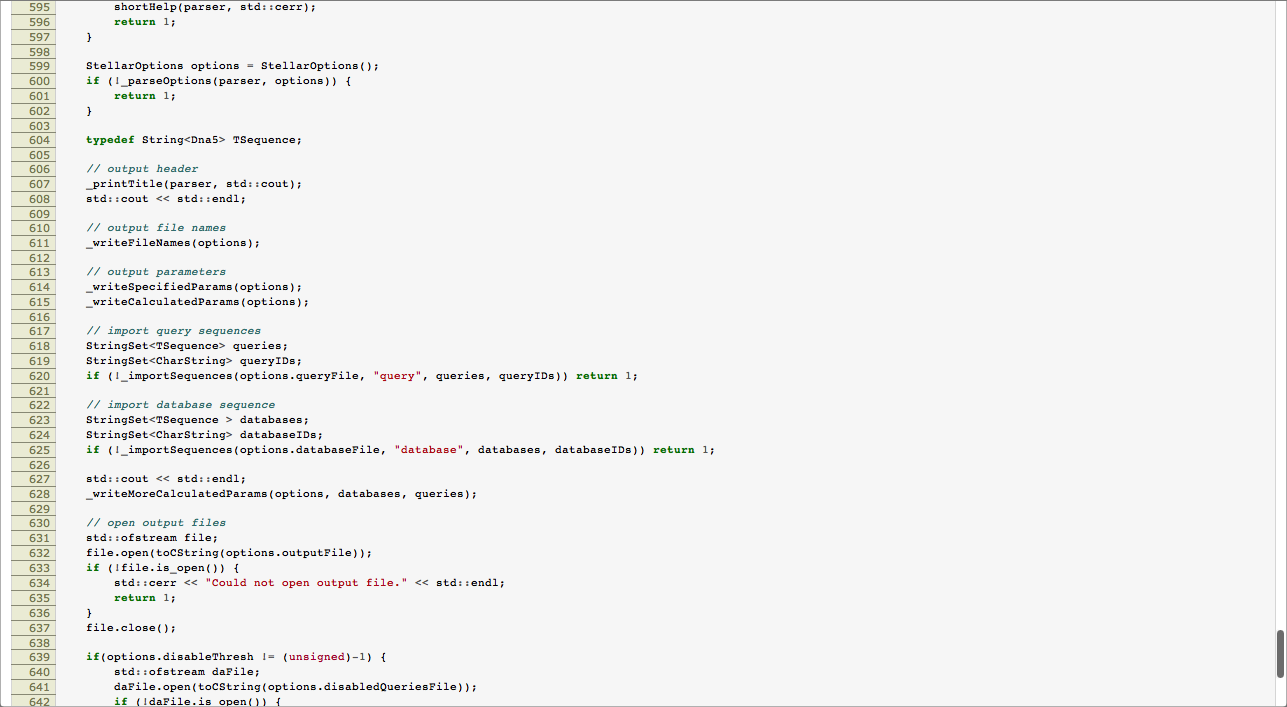 595 shortHelp(parser, std::cerr);
596 return 1;
597 }
598
599 StellarOptions options = StellarOptions();
600 if (!_parseOptions(parser, options)) {
601 return 1;
602 }
603
604 typedef String<Dna5> TSequence;
605
606 // output header
607 _printTitle(parser, std::cout);
608 std::cout << std::endl;
609
610 // output file names
611 _writeFileNames(options);
612
613 // output parameters
614 _writeSpecifiedParams(options);
615 _writeCalculatedParams(options);
616
617 // import query sequences
618 StringSet<TSequence> queries;
619 StringSet<CharString> queryIDs;
620 if (!_importSequences(options.queryFile, "query", queries, queryIDs)) return 1;
621
622 // import database sequence
623 StringSet<TSequence > databases;
624 StringSet<CharString> databaseIDs;
625 if (!_importSequences(options.databaseFile, "database", databases, databaseIDs)) return 1;
626
627 std::cout << std::endl;
628 _writeMoreCalculatedParams(options, databases, queries);
629
630 // open output files
631 std::ofstream file;
632 file.open(toCString(options.outputFile));
633 if (!file.is_open()) {
634 std::cerr << "Could not open output file." << std::endl;
635 return 1;
636 }
637 file.close();
638
639 if(options.disableThresh != (unsigned)-1) {
640 std::ofstream daFile;
641 daFile.open(toCString(options.disabledQueriesFile));
642 if (!daFile.is_open()) {